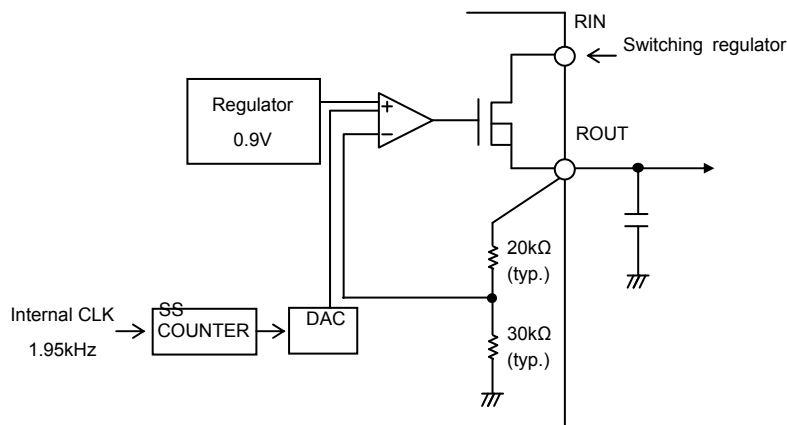 RIN
Switching regulator
Regulator
0.9V
+
−
ROUT
20kΩ
(typ.)
Internal CLK
1.95kHz
SS
COUNTER
DAC
30kΩ
(typ.)